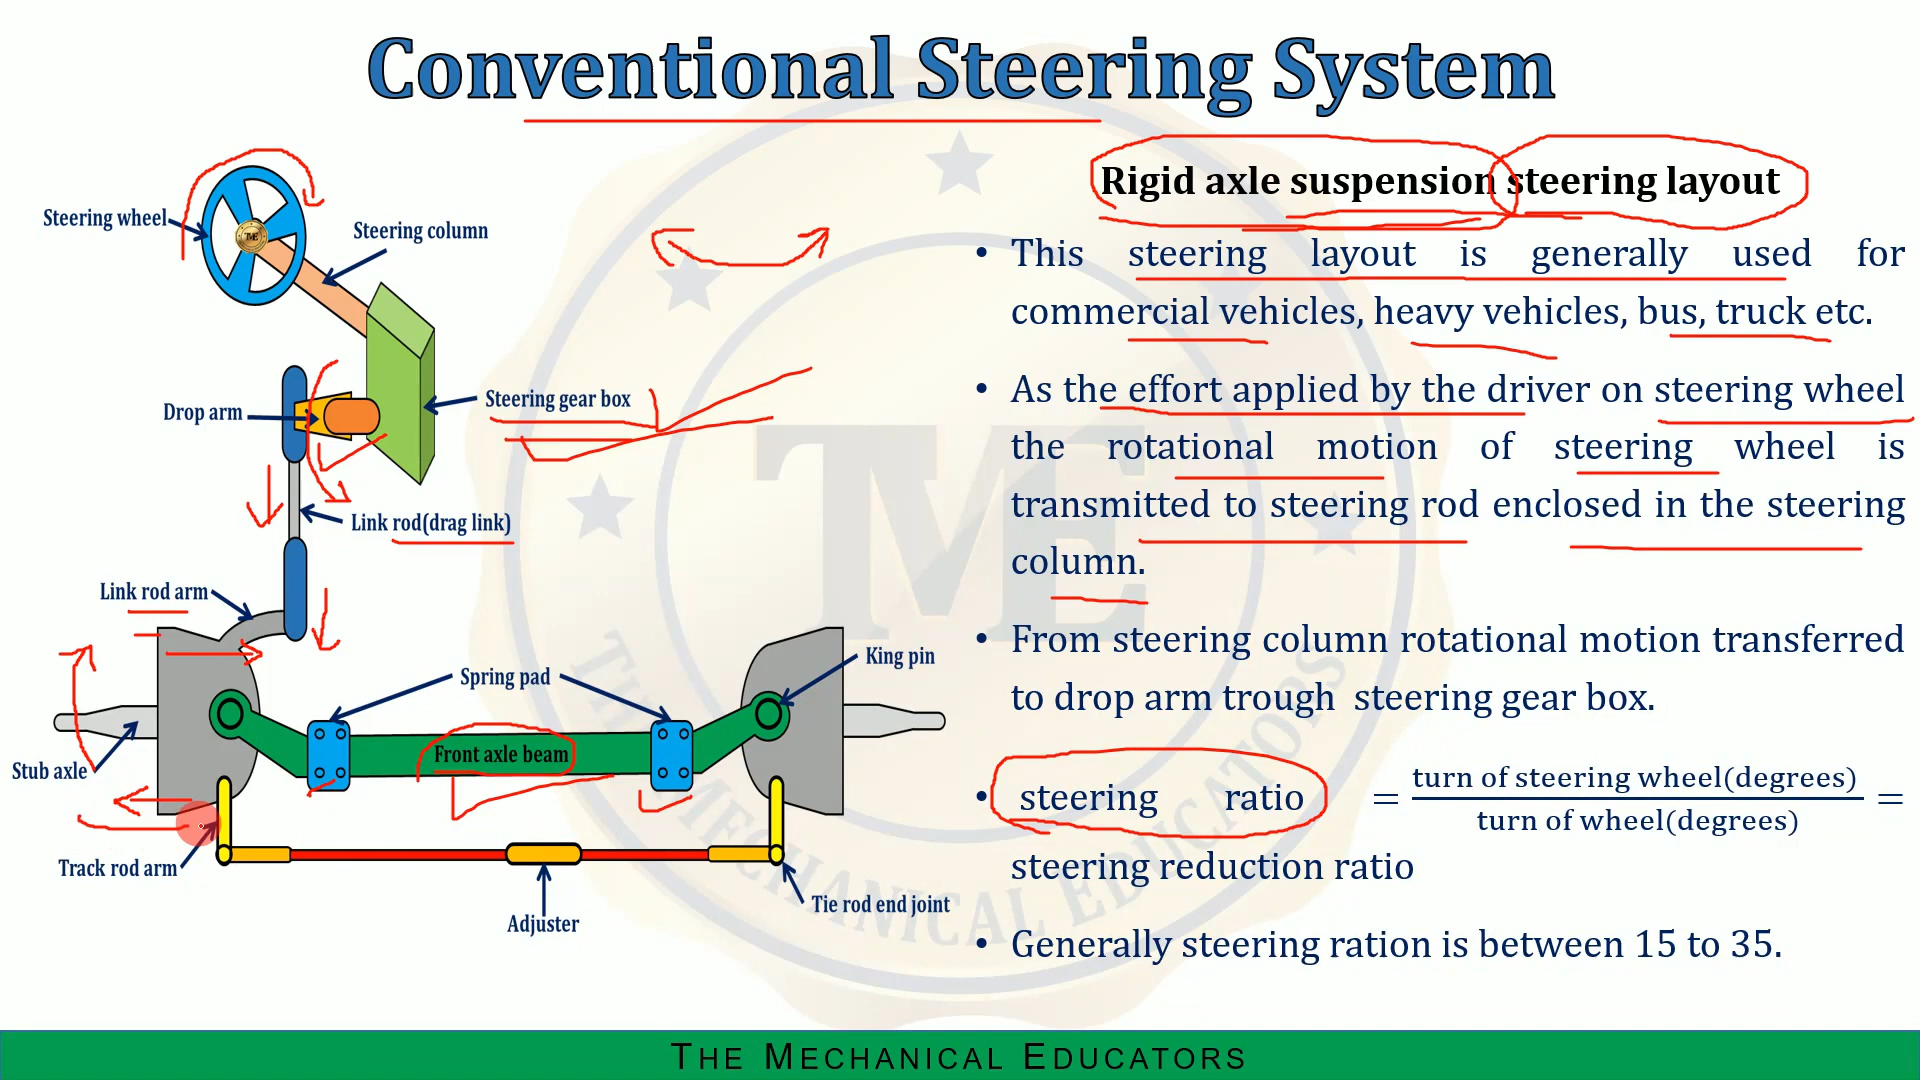 Conventional Steering System
Steering wheel
Steering column
Steering gear box
Drop arm
Link rod(drag link)
Link rod arm
Spring pad
King pin
Front axle beam
Stub axle
Track rod arm
Adjuster
Tie rod end joint
TME
Rigid axle suspension steering layout
• This steering layout is generally used for
commercial vehicles, heavy vehicles, bus, truck etc.
• As the effort applied by the driver on steering wheel
the rotational motion of steering wheel is
transmitted to steering rod enclosed in the steering
column.
• From steering column rotational motion transferred
to drop arm trough steering gear box.
• steering ratio = turn of steering wheel(degrees) / turn of wheel(degrees) =
steering reduction ratio
• Generally steering ration is between 15 to 35.
TME
THE MECHANICAL EDUCATORS
THE MECHANICAL EDUCATORS